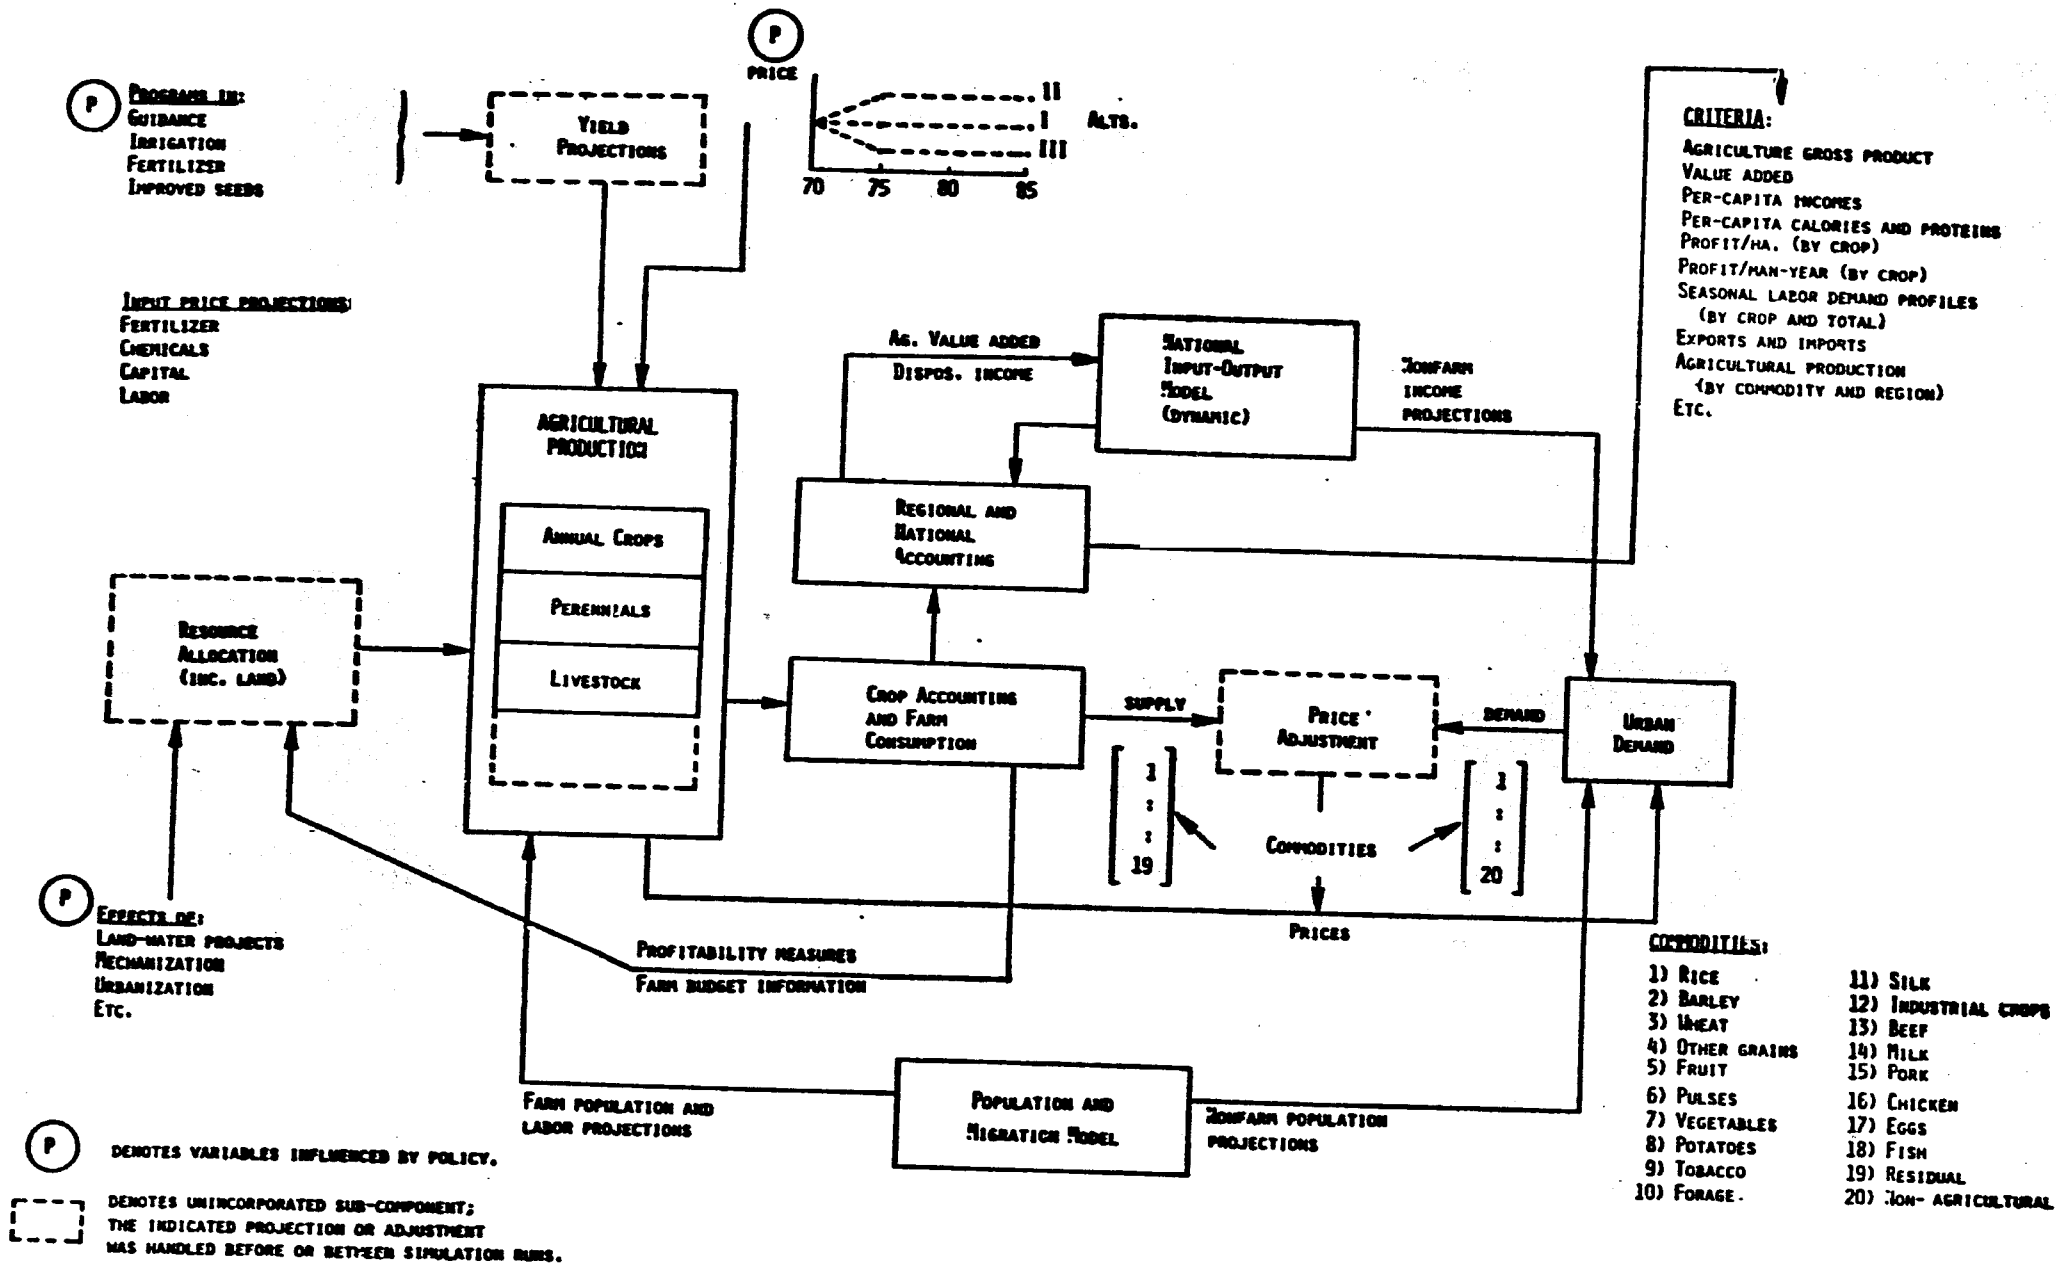 P
PRICE
II
I
III
ALTS.
70 75 80 85
P
PROGRAMS IN:
GUIDANCE
IRRIGATION
FERTILIZER
IMPROVED SEEDS
YIELD
PROJECTIONS
CRITERIA:
AGRICULTURE GROSS PRODUCT
VALUE ADDED
PER-CAPITA INCOMES
PER-CAPITA CALORIES AND PROTEINS
PROFIT/HA. (BY CROP)
PROFIT/MAN-YEAR (BY CROP)
SEASONAL LABOR DEMAND PROFILES
(BY CROP AND TOTAL)
EXPORTS AND IMPORTS
AGRICULTURAL PRODUCTION
(BY COMMODITY AND REGION)
ETC.
INPUT PRICE PROJECTIONS:
FERTILIZER
CHEMICALS
CAPITAL
LABOR
AGRICULTURAL
PRODUCTION
ANNUAL CROPS
PERENNIALS
LIVESTOCK
AG. VALUE ADDED
DISPOS. INCOME
NATIONAL
INPUT-OUTPUT
MODEL
(DYNAMIC)
NONFARM
INCOME
PROJECTIONS
REGIONAL AND
NATIONAL
ACCOUNTING
RESOURCE
ALLOCATION
(INC. LAND)
CROP ACCOUNTING
AND FARM
CONSUMPTION
SUPPLY
PRICE
ADJUSTMENT
DEMAND
URBAN
DEMAND
1
:
:
19
COMMODITIES
1
:
:
20
PRICES
P
EFFECTS OF:
LAND-WATER PROJECTS
MECHANIZATION
URBANIZATION
ETC.
PROFITABILITY MEASURES
FARM BUDGET INFORMATION
COMMODITIES:
1) RICE
2) BARLEY
3) WHEAT
4) OTHER GRAINS
5) FRUIT
6) PULSES
7) VEGETABLES
8) POTATOES
9) TOBACCO
10) FORAGE
11) SILK
12) INDUSTRIAL CROPS
13) BEEF
14) MILK
15) PORK
16) CHICKEN
17) EGGS
18) FISH
19) RESIDUAL
20) NON- AGRICULTURAL
FARM POPULATION AND
LABOR PROJECTIONS
POPULATION AND
MIGRATION MODEL
NONFARM POPULATION
PROJECTIONS
P
DENOTES VARIABLES INFLUENCED BY POLICY.
DENOTES UNINCORPORATED SUB-COMPONENT;
THE INDICATED PROJECTION OR ADJUSTMENT
WAS HANDLED BEFORE OR BETWEEN SIMULATION RUNS.